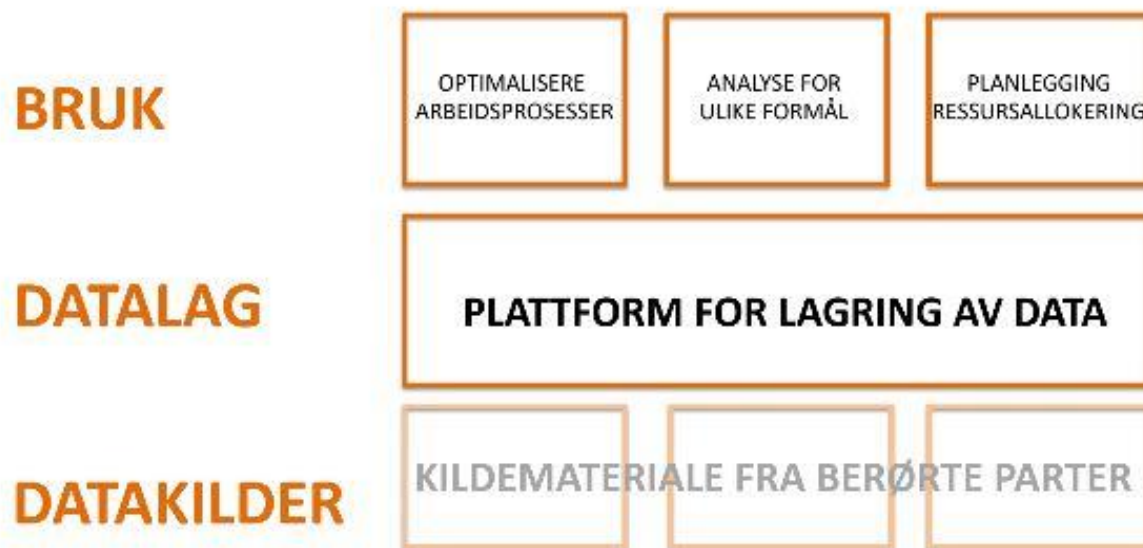 BRUK
OPTIMALISERE
ARBEIDSPROSESSER
ANALYSE FOR
ULIKE FORMÅL
PLANLEGGING
RESSURSALLOKERING
DATALAG
PLATTFORM FOR LAGRING AV DATA
DATAKILDER
KILDEMATERIALE FRA BERØRTE PARTER